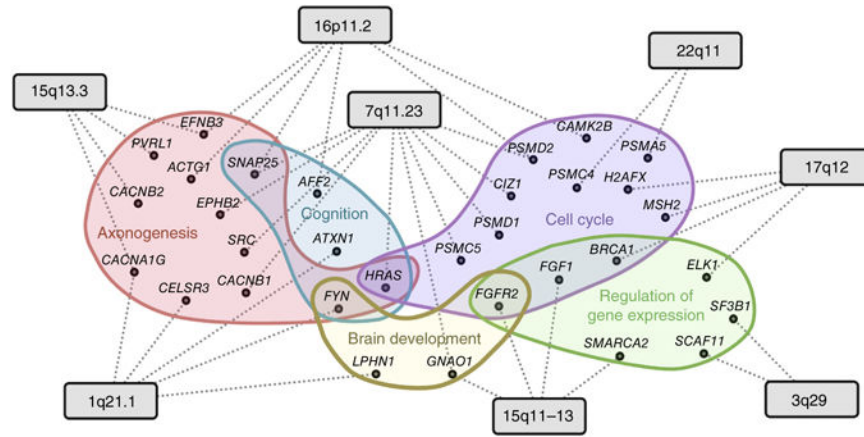 16p11.2
22q11
15q13.3
7q11.23
EFNB3
CAMK2B
PVRL1
PSMD2
PSMA5
ACTG1
SNAP25
17q12
AFF2
CIZ1
PSMC4
H2AFX
CACNB2
EPHB2
Cognition
PSMD1
Cell cycle
MSH2
Axonogenesis
SRC
ATXN1
PSMC5
BRCA1
CACNA1G
HRAS
FGF1
ELK1
CELSR3
CACNB1
FYN
FGFR2
Regulation of
gene expression
SF3B1
Brain development
LPHN1
GNAO1
SMARCA2
SCAF11
1q21.1
15q11–13
3q29